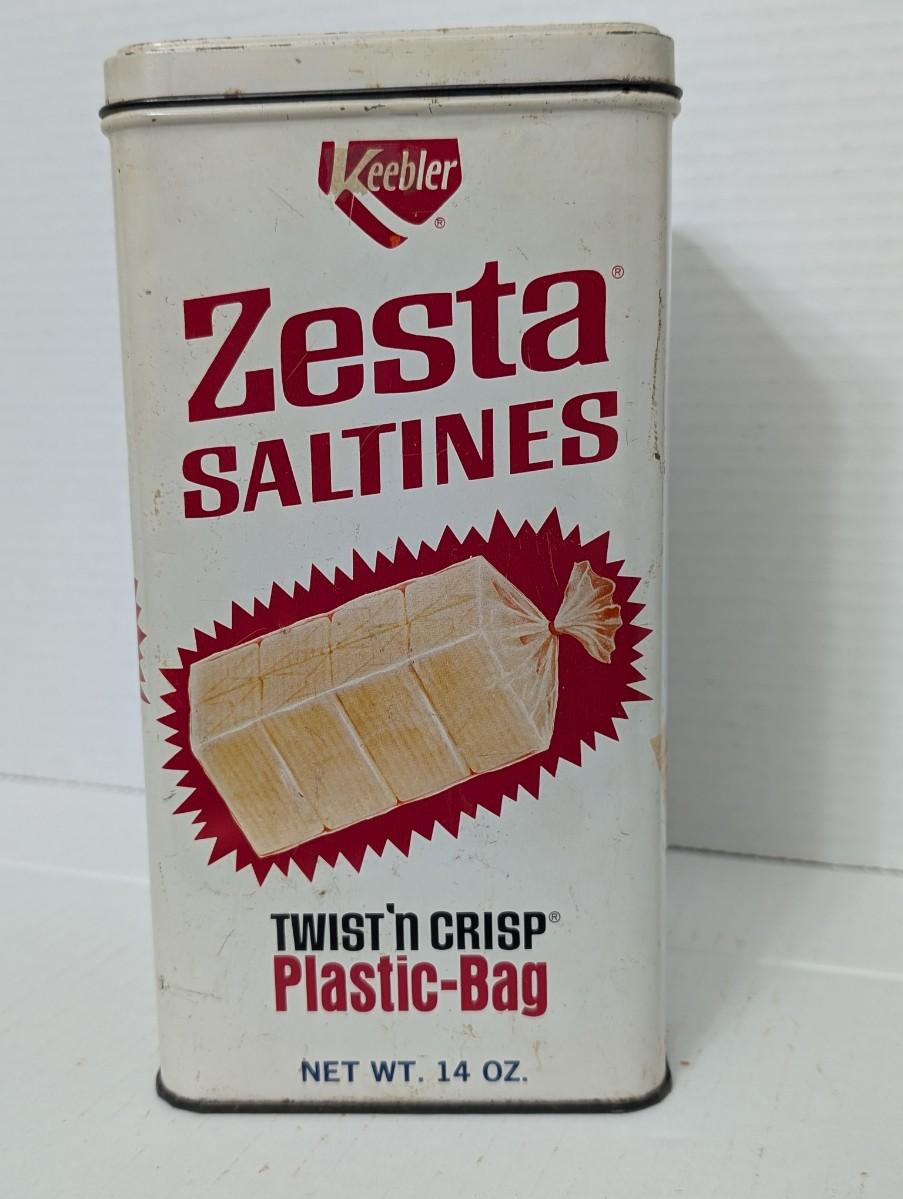 Keebler®
Zesta®
SALTINES
TWIST'n CRISP®
Plastic-Bag
NET WT. 14 OZ.